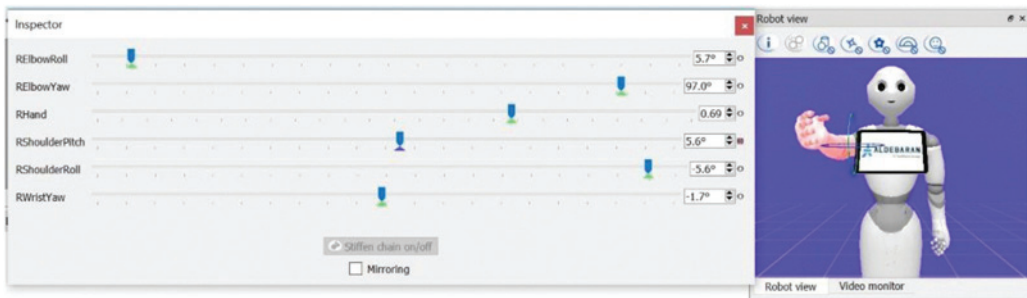 Inspector
RElbowRoll 5.7°
RElbowYaw 97.0°
RHand 0.69
RShoulderPitch 5.6°
RShoulderRoll -5.6°
RWristYaw -1.7°
Stiffen chain on/off
Mirroring
Robot view
ALDEBARAN
Robot view Video monitor